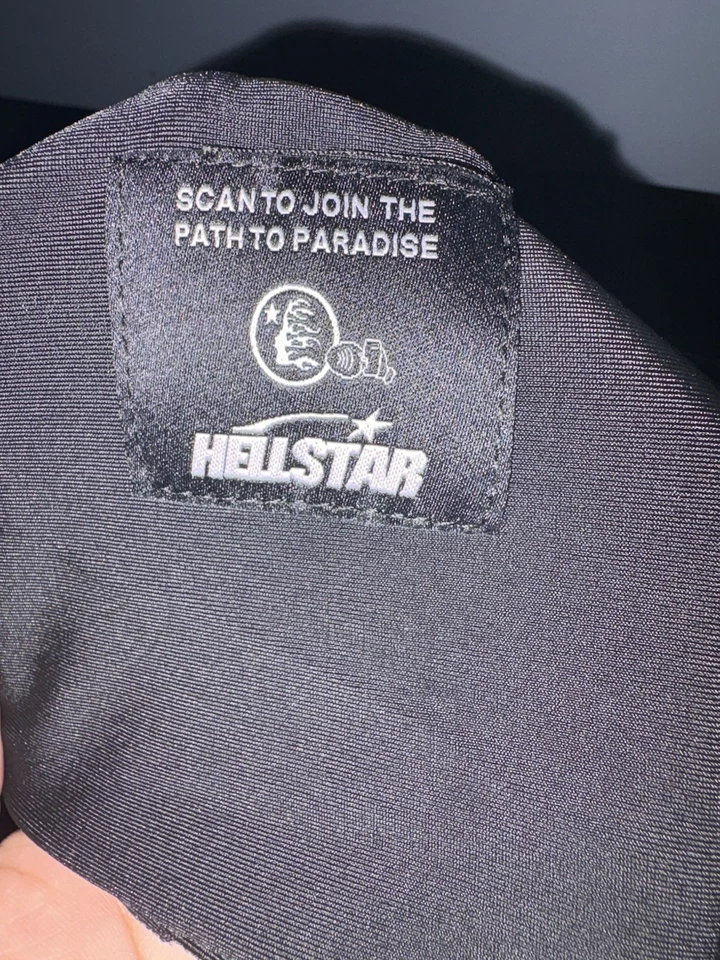 SCAN TO JOIN THE
PATH TO PARADISE
HELLSTAR